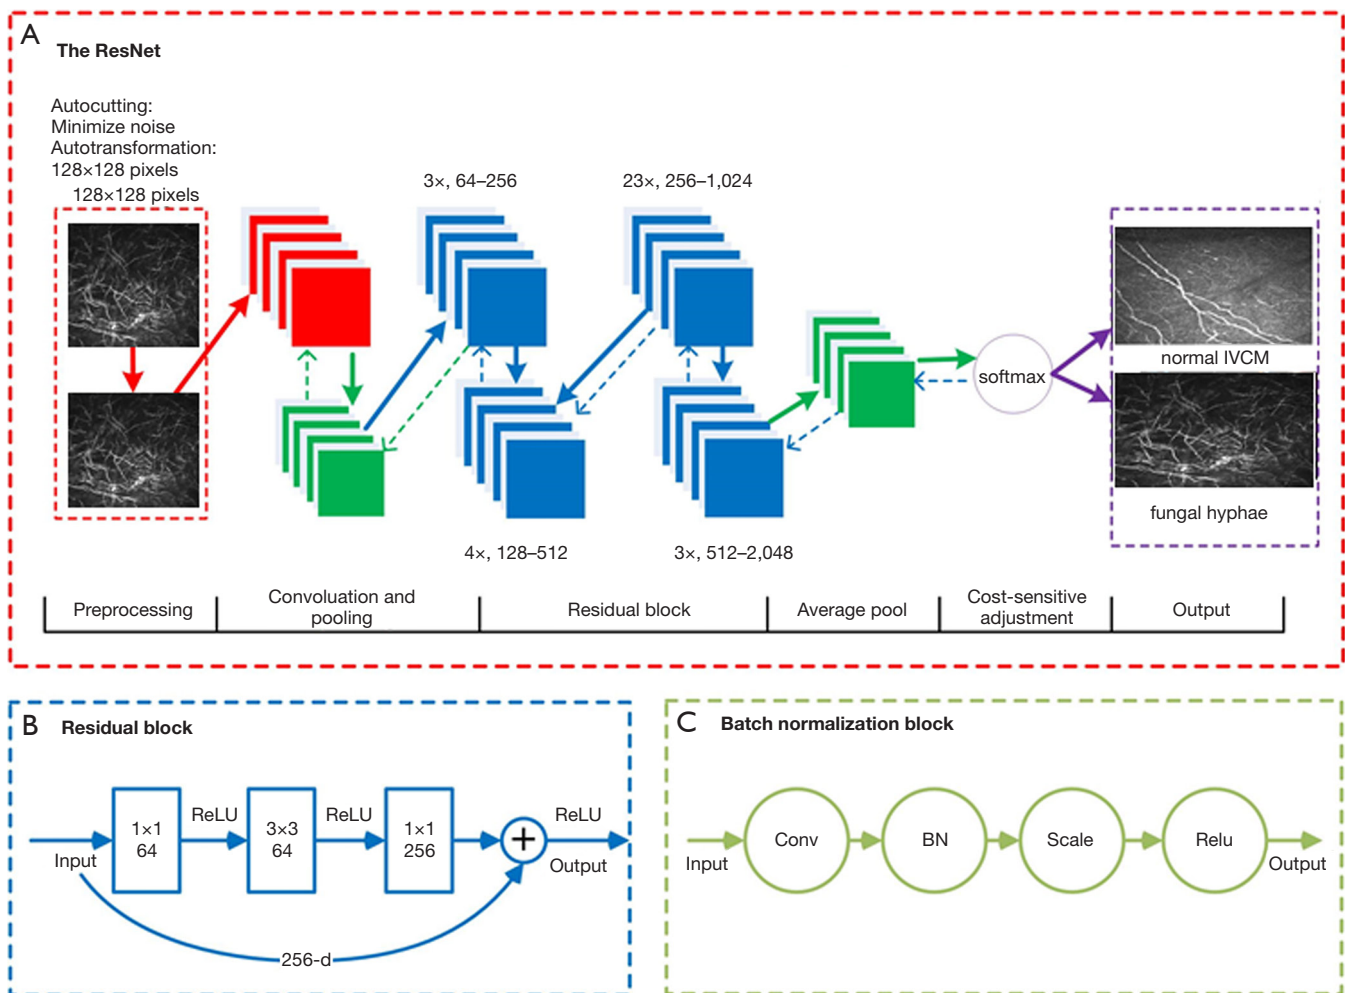 A
The ResNet
Autocutting:
Minimize noise
Autotransformation:
128×128 pixels
128×128 pixels
3×, 64–256
23×, 256–1,024
softmax
normal IVCM
fungal hyphae
4×, 128–512
3×, 512–2,048
Preprocessing
Convoluation and
pooling
Residual block
Average pool
Cost-sensitive
adjustment
Output
B
Residual block
Input
1×1
64
ReLU
3×3
64
ReLU
1×1
256
+
ReLU
Output
256-d
C
Batch normalization block
Input
Conv
BN
Scale
Relu
Output